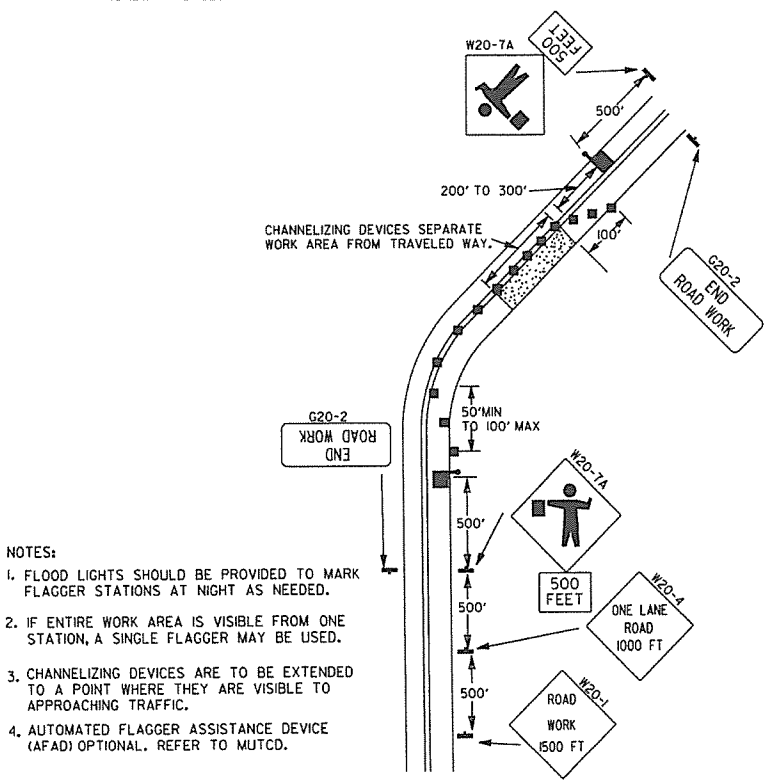 W20-7A
500
FEET
500'
200' TO 300'
CHANNELIZING DEVICES SEPARATE
WORK AREA FROM TRAVELED WAY.
100'
G20-2
END
ROAD WORK
50'MIN
TO 100' MAX
G20-2
END
ROAD WORK
W20-7A
500'
500
FEET
500'
W20-4
ONE LANE
ROAD
1000 FT
500'
W20-1
ROAD
WORK
1500 FT
NOTES:
1. FLOOD LIGHTS SHOULD BE PROVIDED TO MARK
FLAGGER STATIONS AT NIGHT AS NEEDED.
2. IF ENTIRE WORK AREA IS VISIBLE FROM ONE
STATION, A SINGLE FLAGGER MAY BE USED.
3. CHANNELIZING DEVICES ARE TO BE EXTENDED
TO A POINT WHERE THEY ARE VISIBLE TO
APPROACHING TRAFFIC.
4. AUTOMATED FLAGGER ASSISTANCE DEVICE
(AFAD) OPTIONAL. REFER TO MUTCD.